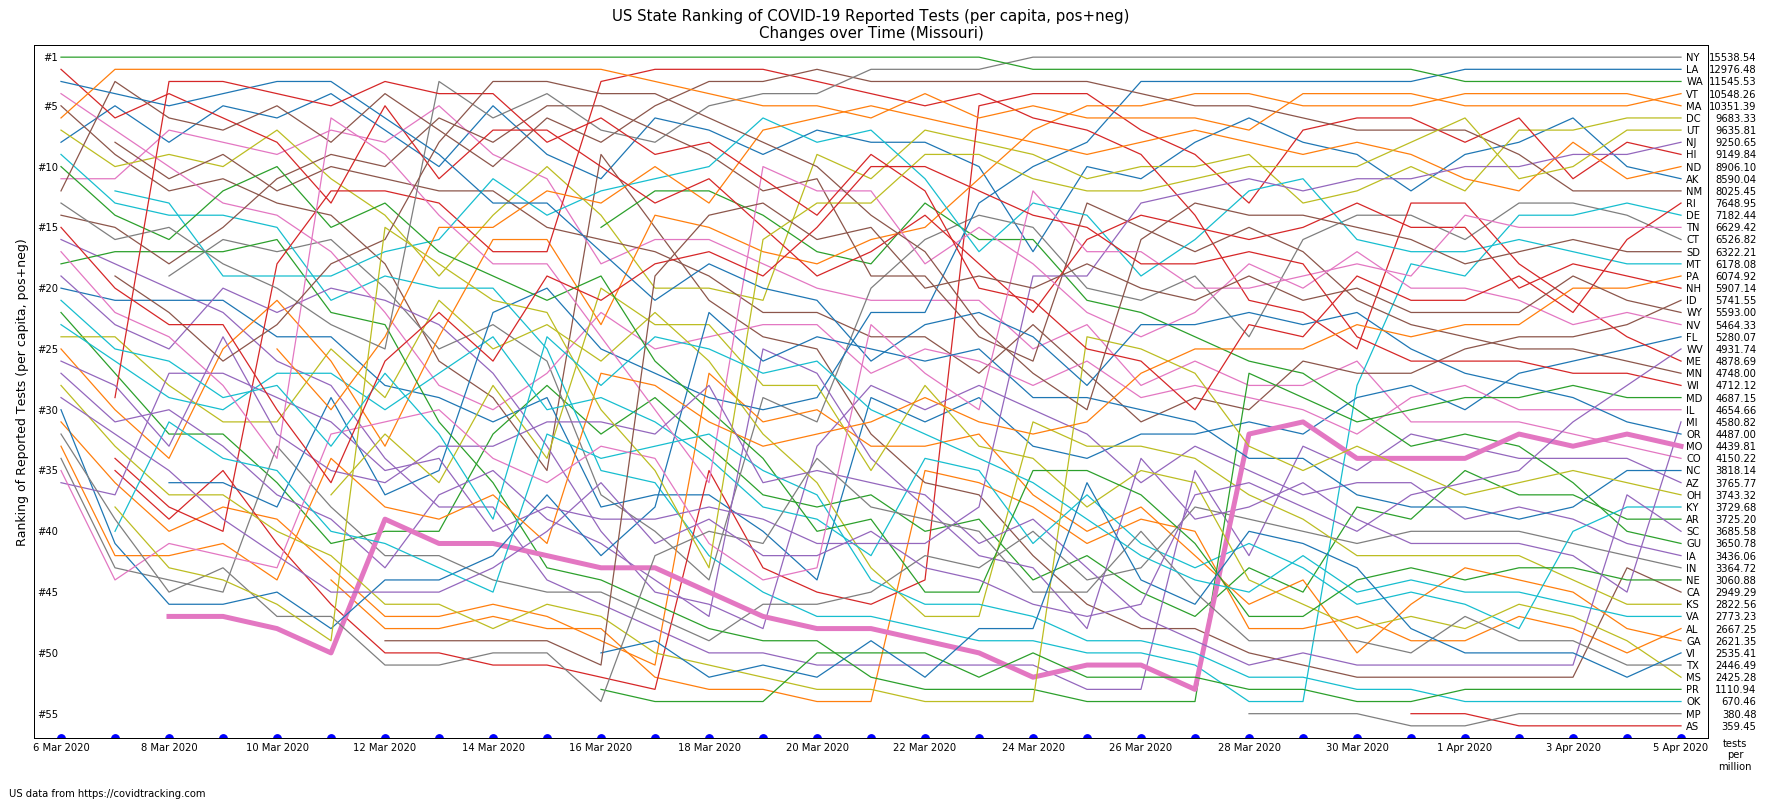 US State Ranking of COVID-19 Reported Tests (per capita, pos+neg)
Changes over Time (Missouri)
Ranking of Reported Tests (per capita, pos+neg)
#1
#5
#10
#15
#20
#25
#30
#35
#40
#45
#50
#55
NY 15538.54
LA 12976.48
WA 11545.53
VT 10548.26
MA 10351.39
DC 9683.33
UT 9635.81
NJ 9250.65
HI 9149.84
ND 8906.10
AK 8590.04
NM 8025.45
RI 7648.95
DE 7182.44
TN 6629.42
CT 6526.82
SD 6322.21
MT 6178.08
PA 6074.92
NH 5907.14
ID 5741.55
WY 5593.00
NV 5464.33
FL 5280.07
WV 4931.74
ME 4878.69
MN 4748.00
WI 4712.12
MD 4687.15
IL 4654.66
MI 4580.82
OR 4487.00
MO 4439.81
CO 4150.22
NC 3818.14
AZ 3765.77
OH 3743.32
KY 3729.68
AR 3725.20
SC 3685.58
GU 3650.78
IA 3436.06
IN 3364.72
NE 3060.88
CA 2949.29
KS 2822.56
VA 2773.23
AL 2667.25
GA 2621.35
VI 2535.41
TX 2446.49
MS 2425.28
PR 1110.94
OK 670.46
MP 380.48
AS 359.45
6 Mar 2020 8 Mar 2020 10 Mar 2020 12 Mar 2020 14 Mar 2020 16 Mar 2020 18 Mar 2020 20 Mar 2020 22 Mar 2020 24 Mar 2020 26 Mar 2020 28 Mar 2020 30 Mar 2020 1 Apr 2020 3 Apr 2020 5 Apr 2020
tests
per
million
US data from https://covidtracking.com